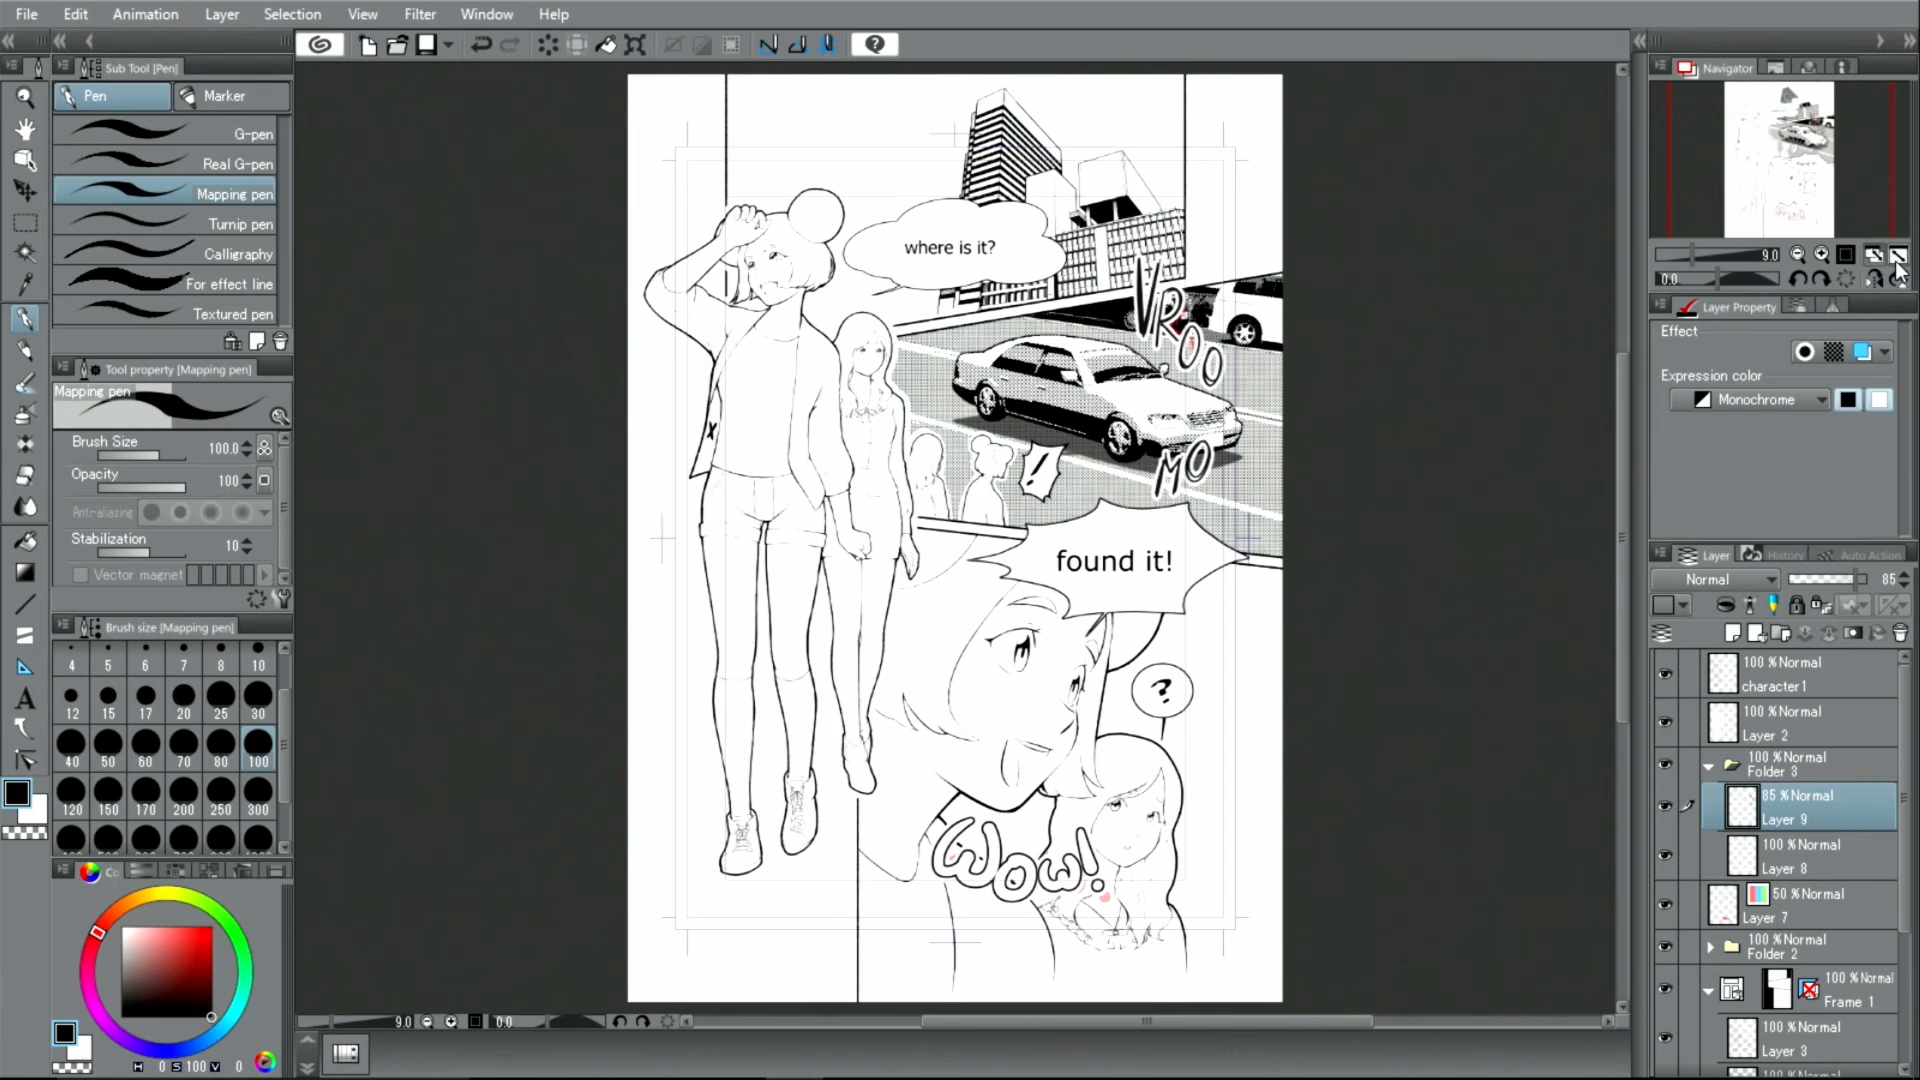 File Edit Animation Layer Selection View Filter Window Help
Sub Tool [Pen]
Pen
Marker
G-pen
Real G-pen
Mapping pen
Turnip pen
Calligraphy
For effect line
Textured pen
Tool property [Mapping pen]
Mapping pen
Brush Size 100.0
Opacity 100
Anti-aliasing
Stabilization 10
Vector magnet
Brush size [Mapping pen]
4 5 6 7 8 10
12 15 17 20 25 30
40 50 60 70 80 100
120 150 170 200 250 300
H 0 S 100 V 0
where is it?
VROO
MO
!
found it!
?
Wow!
9.0
0.0
Navigator
9.0
0.0
Layer Property
Effect
Expression color
Monochrome
Layer
History
Auto Action
Normal 85
100 %Normal
character1
100 %Normal
Layer 2
100 %Normal
Folder 3
85 %Normal
Layer 9
100 %Normal
Layer 8
50 %Normal
Layer 7
100 %Normal
Folder 2
100 %Normal
Frame 1
100 %Normal
Layer 3